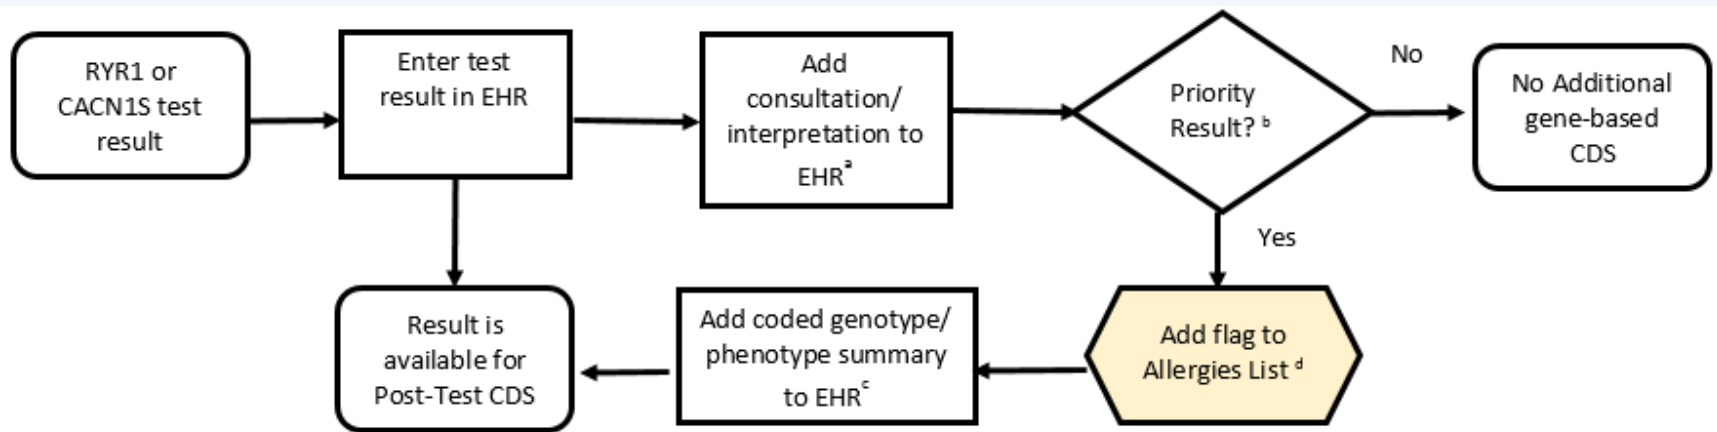 RYR1 or
CACN1S test
result
Enter test
result in EHR
Add
consultation/
interpretation to
EHRᵃ
Priority
Result? ᵇ
No
No Additional
gene-based
CDS
Yes
Result is
available for
Post-Test CDS
Add coded genotype/
phenotype summary
to EHRᶜ
Add flag to
Allergies List ᵈ